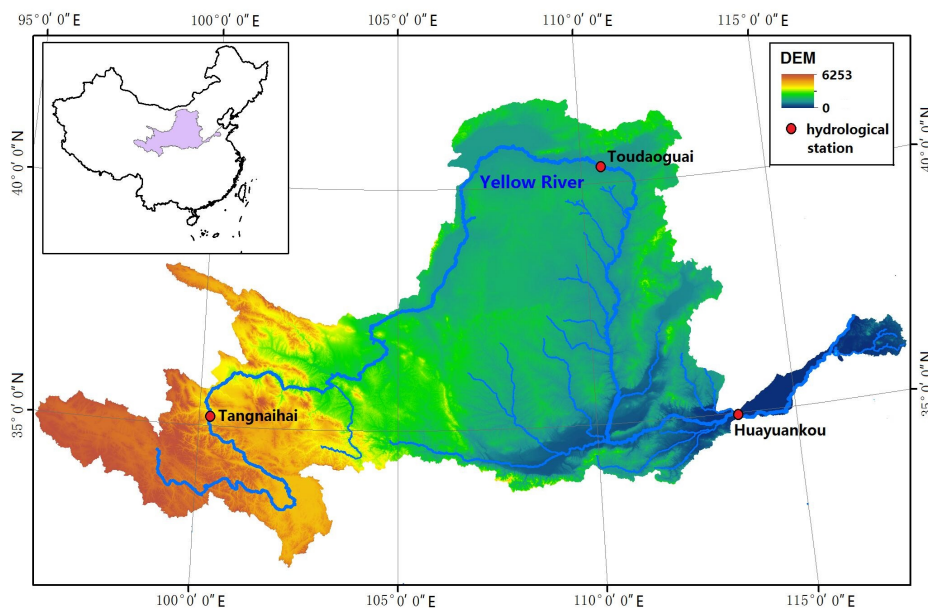 95°0′0″E
100°0′0″E
105°0′0″E
110°0′0″E
115°0′0″E
DEM
6253
0
hydrological
station
40°0′0″N
40°0′0″N
Toudaoguai
Yellow River
35°0′0″N
35°0′0″N
Tangnaihai
Huayuankou
100°0′0″E
105°0′0″E
110°0′0″E
115°0′0″E